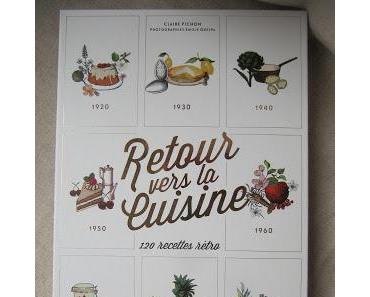 CLAIRE PICHON
PHOTOGRAPHIES ÉMILIE GUELPA
1920
1930
1940
Retour
vers la
Cuisine
1950
1960
120 recettes rétro